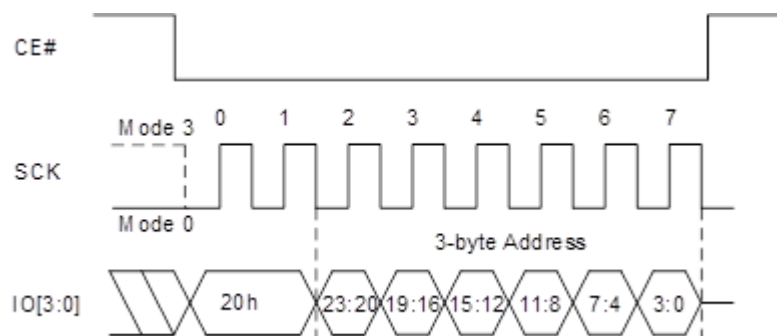 CE#
Mode 3 0 1 2 3 4 5 6 7
SCK
Mode 0
3-byte Address
IO[3:0] 20h 23:20 19:16 15:12 11:8 7:4 3:0